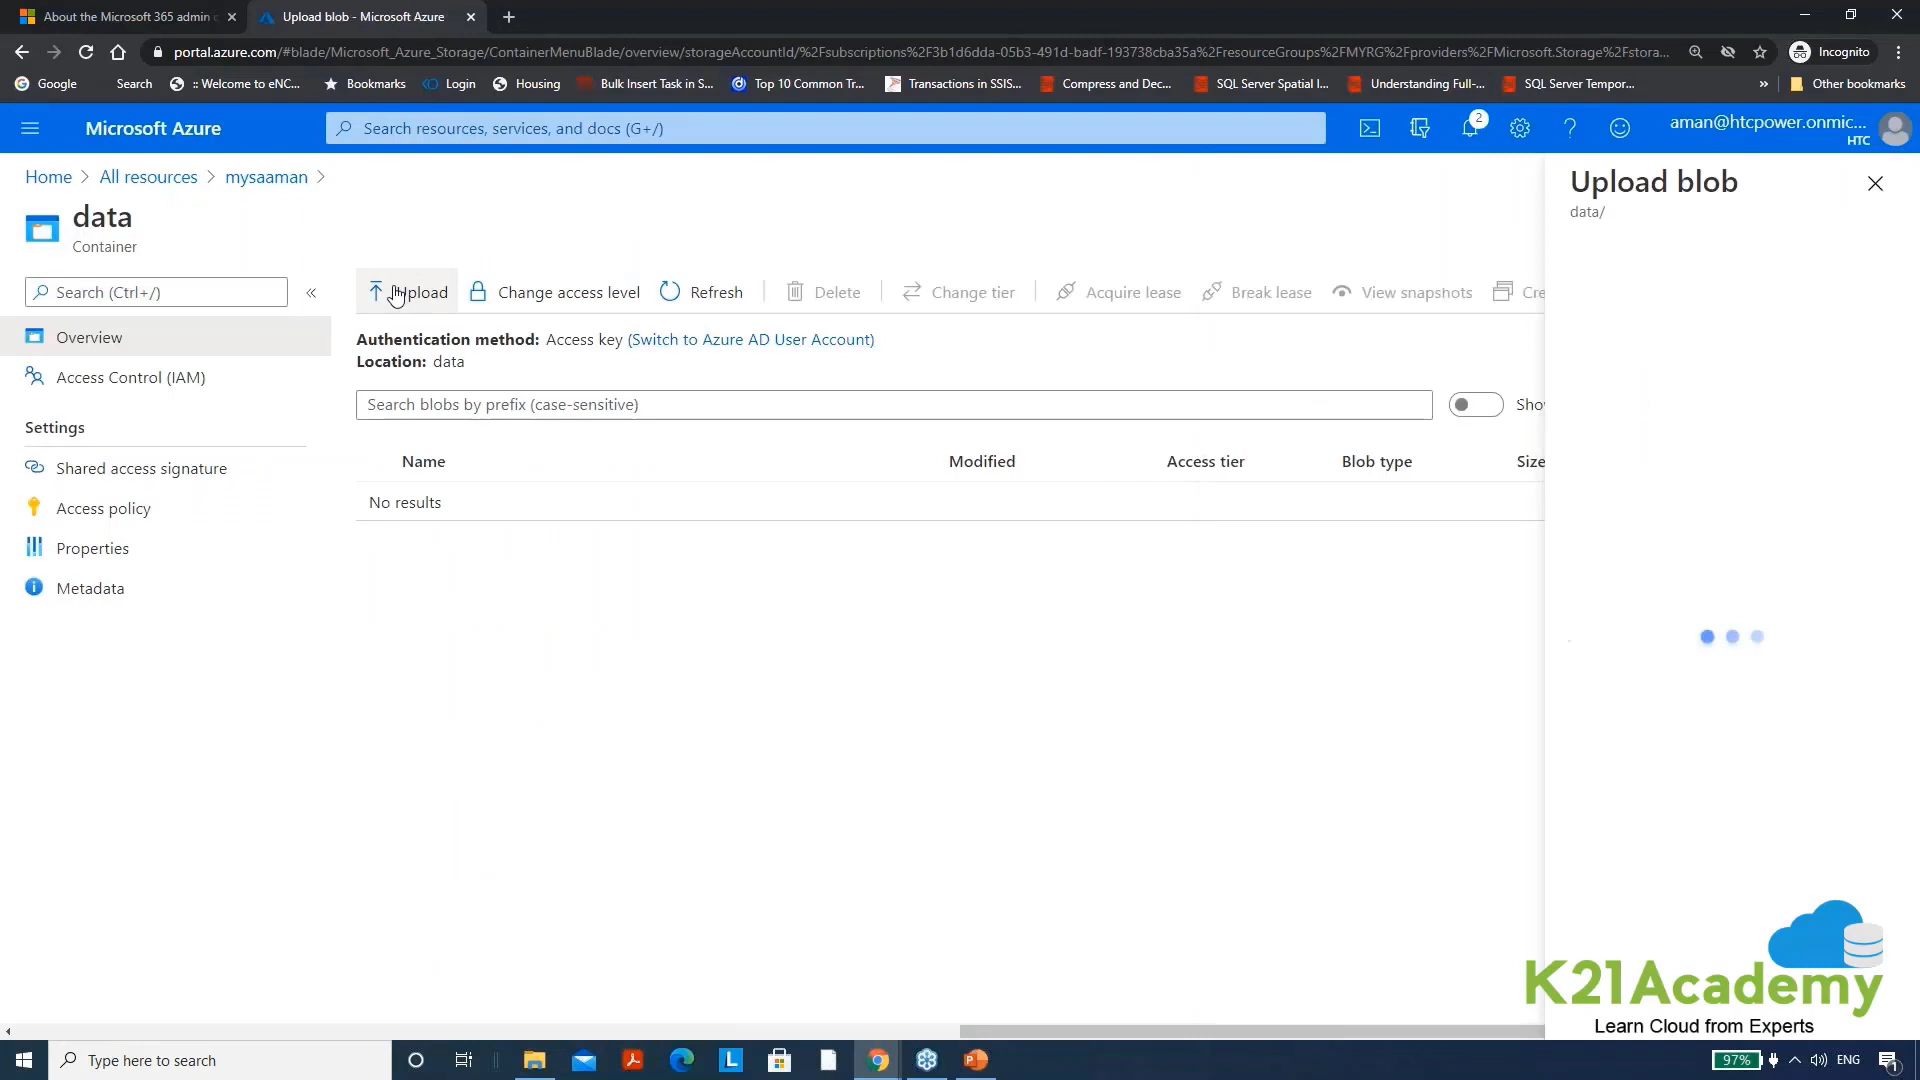 About the Microsoft 365 admin c
Upload blob - Microsoft Azure
portal.azure.com/#blade/Microsoft_Azure_Storage/ContainerMenuBlade/overview/storageAccountId/%2Fsubscriptions%2F3b1d6dda-05b3-491d-badf-193738cba35a%2FresourceGroups%2FMYRG%2Fproviders%2FMicrosoft.Storage%2Fstora...
Incognito
Google
Search
:: Welcome to eNC...
Bookmarks
Login
Housing
Bulk Insert Task in S...
Top 10 Common Tr...
Transactions in SSIS...
Compress and Dec...
SQL Server Spatial I...
Understanding Full-...
SQL Server Tempor...
»
Other bookmarks
Microsoft Azure
Search resources, services, and docs (G+/)
2
aman@htcpower.onmic...
HTC
Home > All resources > mysaaman >
data
Container
Upload blob
data/
Search (Ctrl+/)
«
Overview
Access Control (IAM)
Settings
Shared access signature
Access policy
Properties
Metadata
Upload
Change access level
Refresh
Delete
Change tier
Acquire lease
Break lease
View snapshots
Cre
Authentication method: Access key (Switch to Azure AD User Account)
Location: data
Search blobs by prefix (case-sensitive)
Sho
Name
Modified
Access tier
Blob type
Size
No results
K21Academy
Learn Cloud from Experts
Type here to search
97%
ENG
1